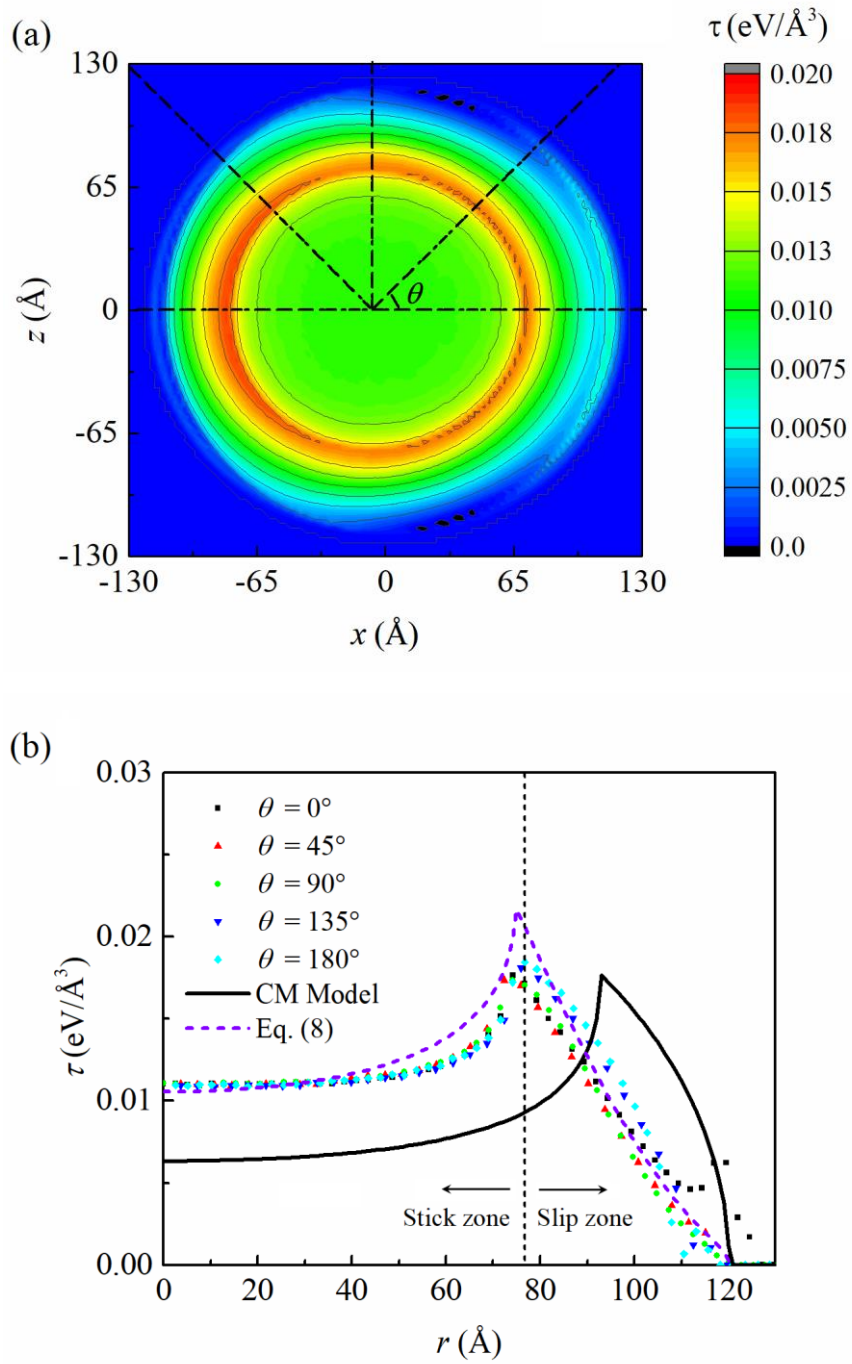 (a)
τ (eV/Å³)
130
65
0
-65
-130
z (Å)
θ
-130
-65
0
65
130
x (Å)
0.020
0.018
0.015
0.013
0.010
0.0075
0.0050
0.0025
0.0
(b)
0.03
0.02
0.01
0.00
τ (eV/Å³)
θ = 0°
θ = 45°
θ = 90°
θ = 135°
θ = 180°
CM Model
Eq. (8)
Stick zone
Slip zone
0
20
40
60
80
100
120
r (Å)